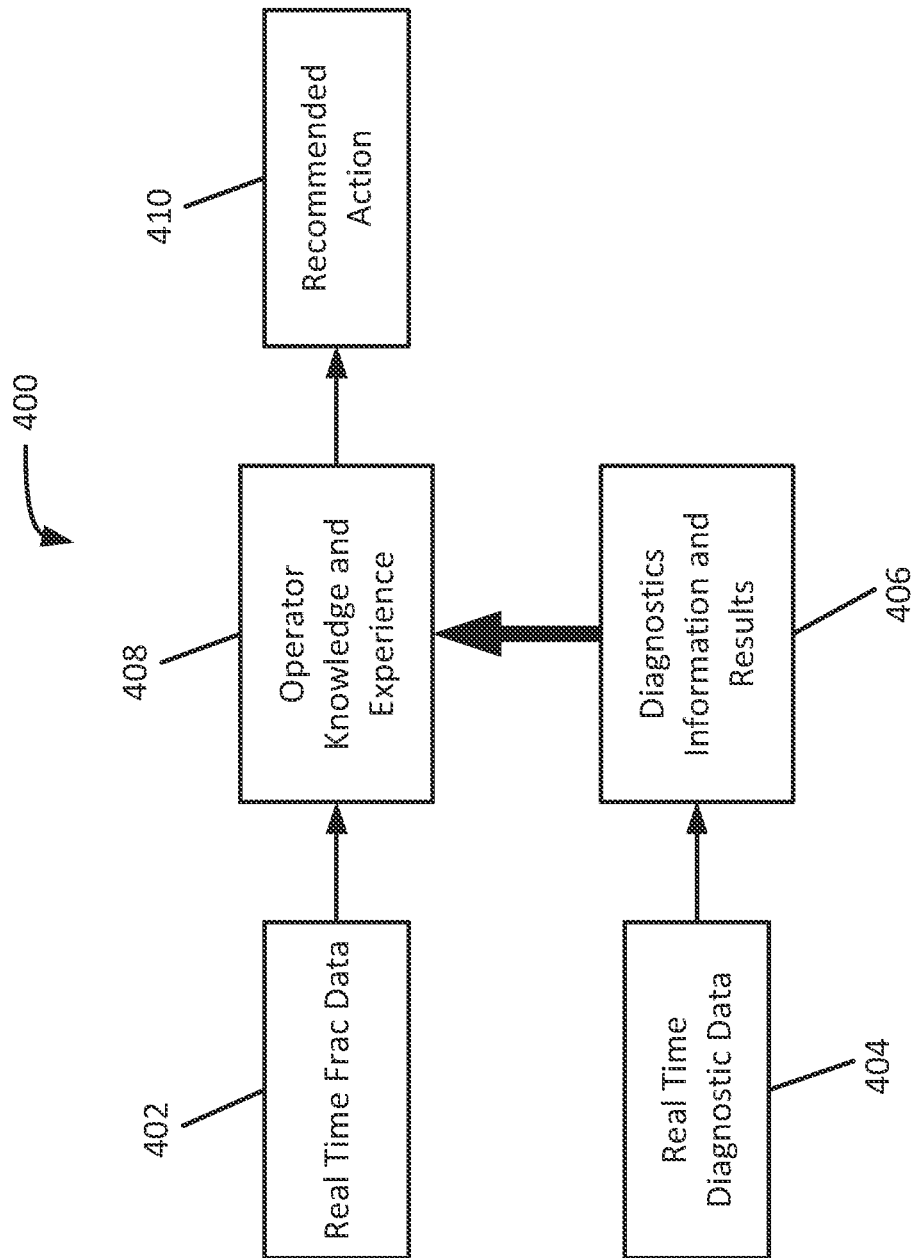 400
402
Real Time Frac Data
408
Operator
Knowledge and
Experience
410
Recommended
Action
Real Time
Diagnostic Data
404
Diagnostics
Information and
Results
406